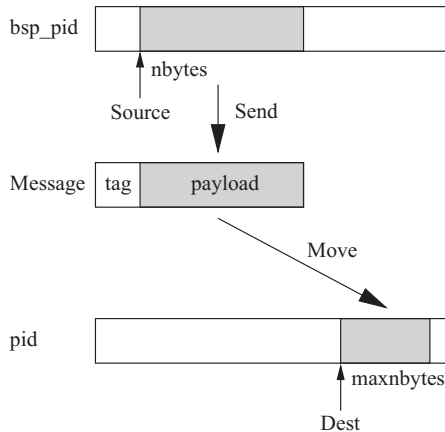 bsp_pid
nbytes
Source
Send
Message
tag
payload
Move
pid
maxnbytes
Dest